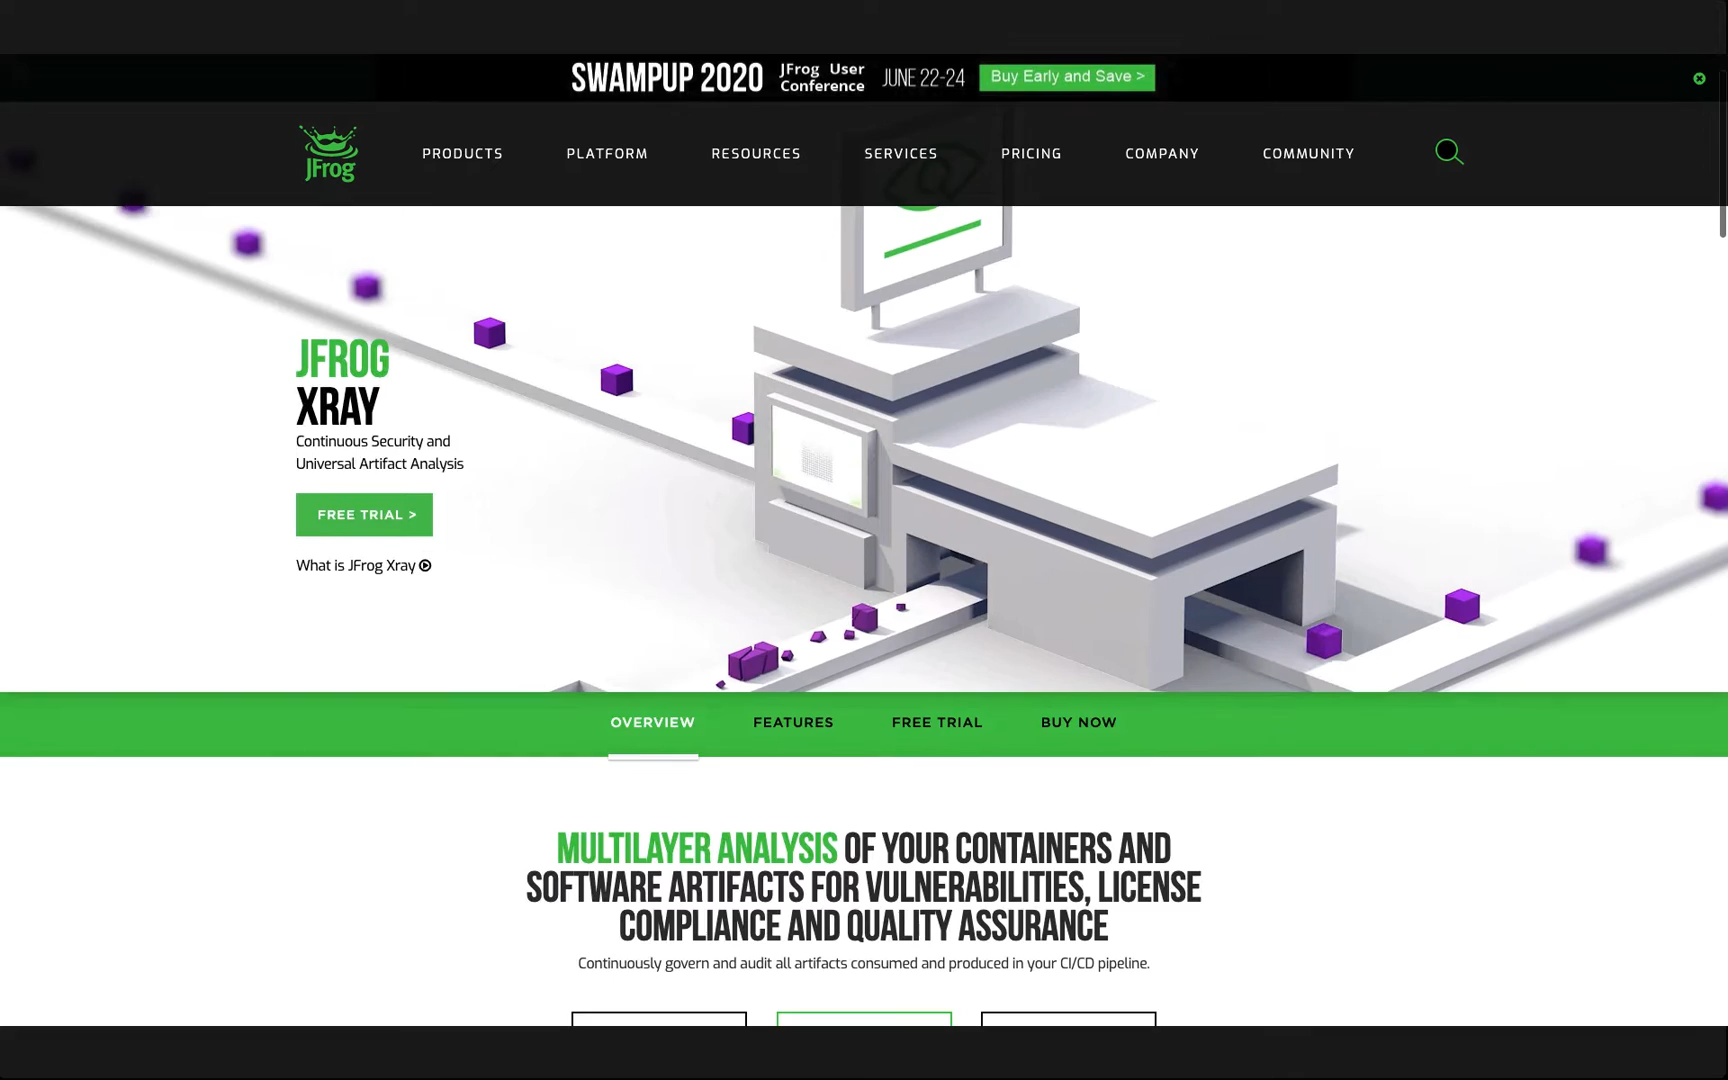 SWAMPUP 2020 JFrog User Conference JUNE 22-24 Buy Early and Save >
JFrog PRODUCTS PLATFORM RESOURCES SERVICES PRICING COMPANY COMMUNITY
JFROG
XRAY
Continuous Security and
Universal Artifact Analysis
FREE TRIAL >
What is JFrog Xray
OVERVIEW FEATURES FREE TRIAL BUY NOW
MULTILAYER ANALYSIS OF YOUR CONTAINERS AND
SOFTWARE ARTIFACTS FOR VULNERABILITIES, LICENSE
COMPLIANCE AND QUALITY ASSURANCE
Continuously govern and audit all artifacts consumed and produced in your CI/CD pipeline.